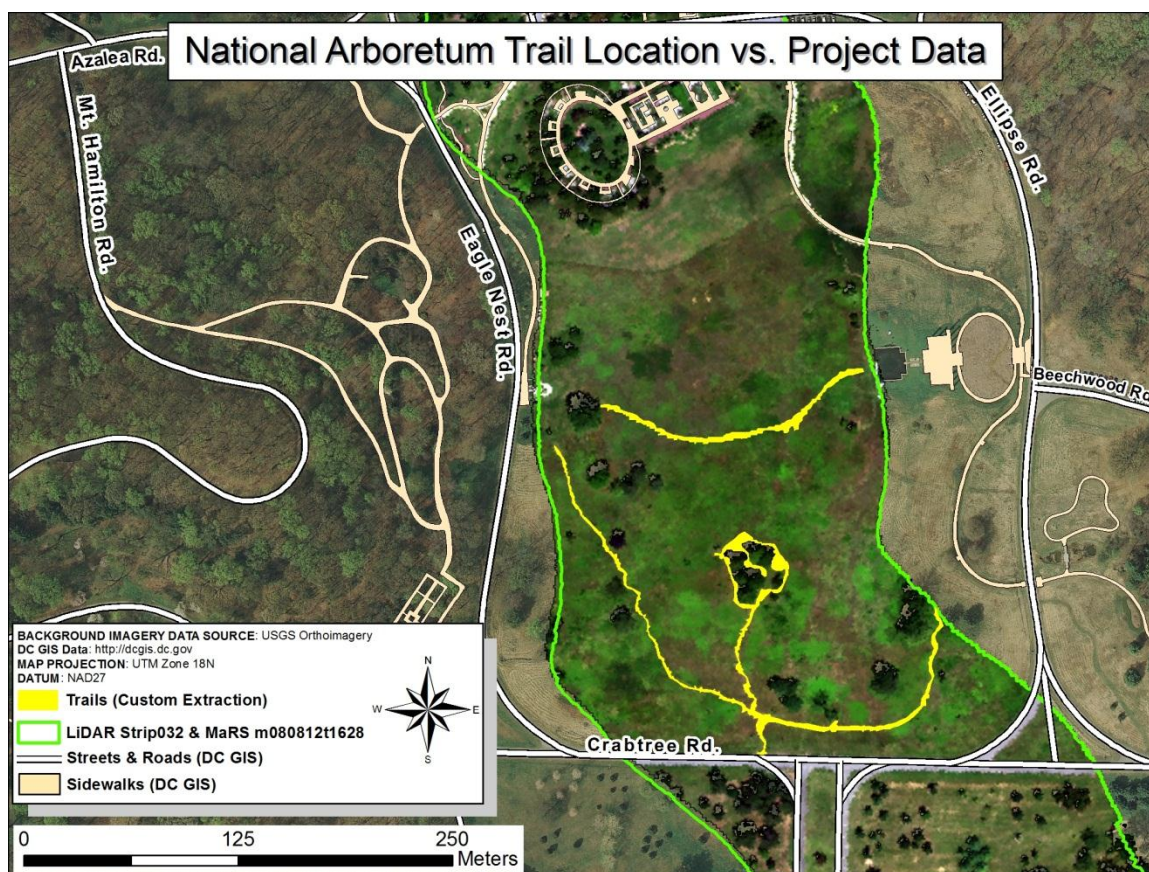 National Arboretum Trail Location vs. Project Data
Azalea Rd.
Mt. Hamilton Rd.
Eagle Nest Rd.
Ellipse Rd.
Beechwood Rd.
Crabtree Rd.
BACKGROUND IMAGERY DATA SOURCE: USGS Orthoimagery
DC GIS Data: http://dcgis.dc.gov
MAP PROJECTION: UTM Zone 18N
DATUM: NAD27
Trails (Custom Extraction)
LiDAR Strip032 & MaRS m080812t1628
Streets & Roads (DC GIS)
Sidewalks (DC GIS)
N
W E
S
0 125 250
Meters